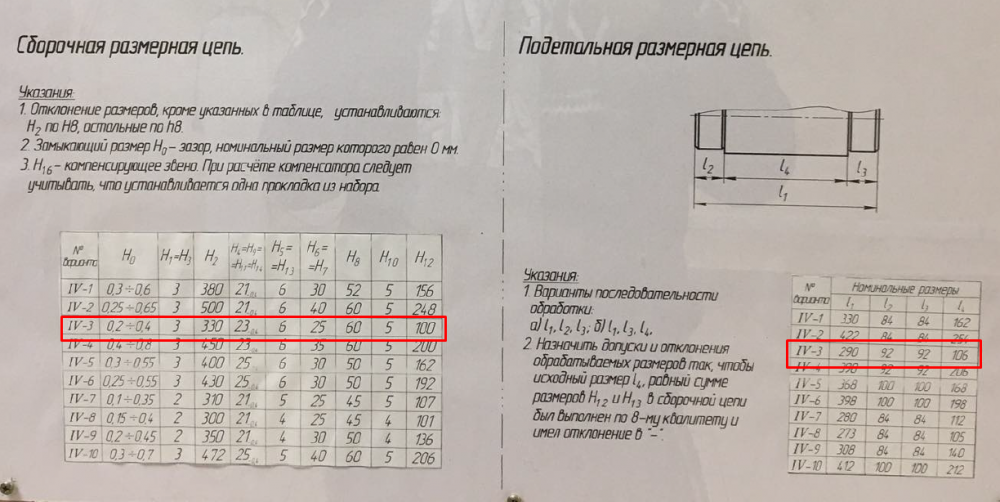 Сборочная размерная цепь.
Указания:
1. Отклонение размеров, кроме указанных в таблице, устанавливаются:
H₂ по H8, остальные по h8.
2. Замыкающий размер H₀ – зазор, номинальный размер которого равен 0 мм.
3. H₁₆ – компенсирующее звено. При расчёте компенсатора следует
учитывать, что устанавливается одна прокладка из набора.
№ варианта H₀ H₁=H₃ H₂ H₅= =H₁₃ H₆= =H₇ H₈ H₁₀ H₁₂
IV-1 0,3÷0,6 3 380 21 6 30 52 5 156
IV-2 0,25÷0,65 3 500 23 6 40 60 5 248
IV-3 0,2÷0,4 3 330 23 6 25 60 5 100
IV-4 0,4÷0,8 3 450 23 6 35 60 5 200
IV-5 0,3÷0,55 3 400 25 6 30 50 5 162
IV-6 0,25÷0,55 3 430 25 6 30 50 5 192
IV-7 0,1÷0,35 2 310 21 5 25 45 5 107
IV-8 0,15÷0,4 2 300 21 4 25 45 4 101
IV-9 0,2÷0,45 2 350 21 4 30 50 4 136
IV-10 0,3÷0,7 3 472 25 5 40 60 5 206
Подетальная размерная цепь.
l₂ l₄ l₃
l₁
Указания:
1. Варианты последовательности
обработки:
а) l₁, l₂, l₃; б) l₁, l₃, l₄.
2. Назначить допуски и отклонения
обрабатываемых размеров так, чтобы
исходный размер l₄, равный сумме
размеров H₁₂ и H₁₃ в сборочной цепи
был выполнен по 8-му квалитету и
имел отклонение в "–".
№ варианта Номинальные размеры
l₁ l₂ l₃ l₄
IV-1 330 84 84 162
IV-2 422 84 84 254
IV-3 290 92 92 106
IV-4 390 92 92 206
IV-5 368 100 100 168
IV-6 398 100 100 198
IV-7 280 84 84 112
IV-8 273 84 84 105
IV-9 308 84 84 140
IV-10 412 100 100 212